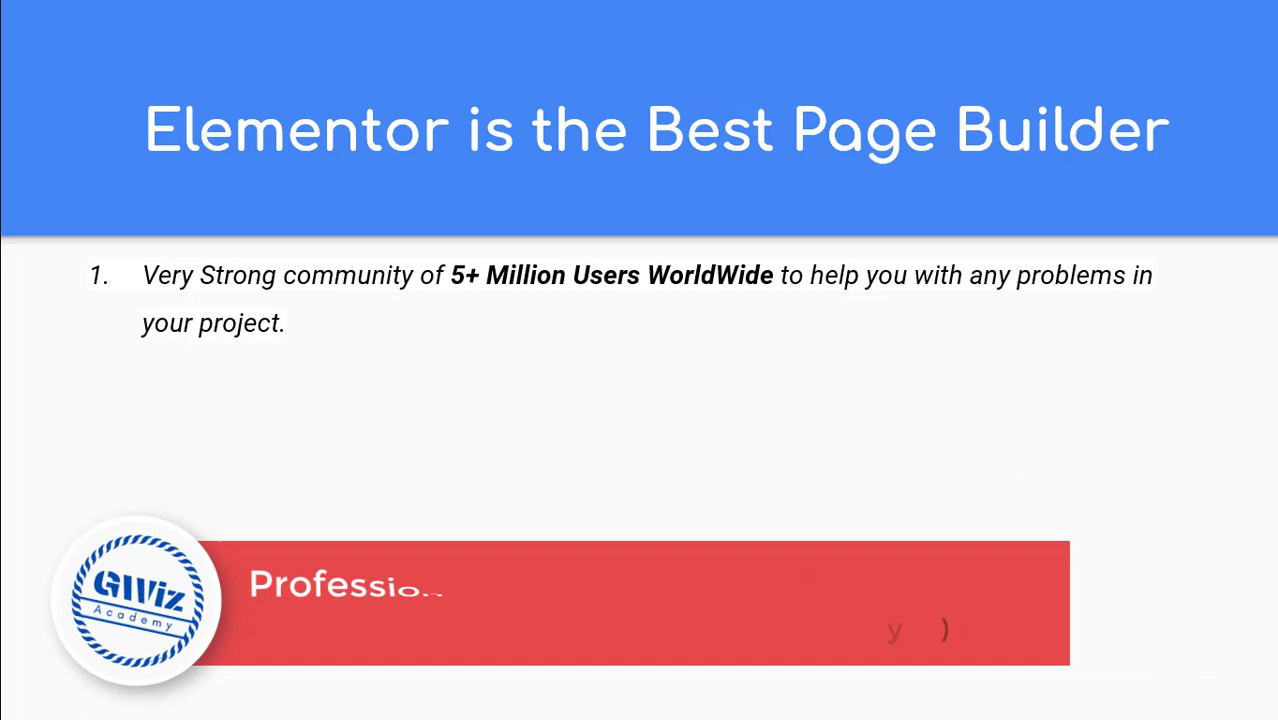 Elementor is the Best Page Builder
1. Very Strong community of 5+ Million Users WorldWide to help you with any problems in
your project.
GIViz
Academy
y )